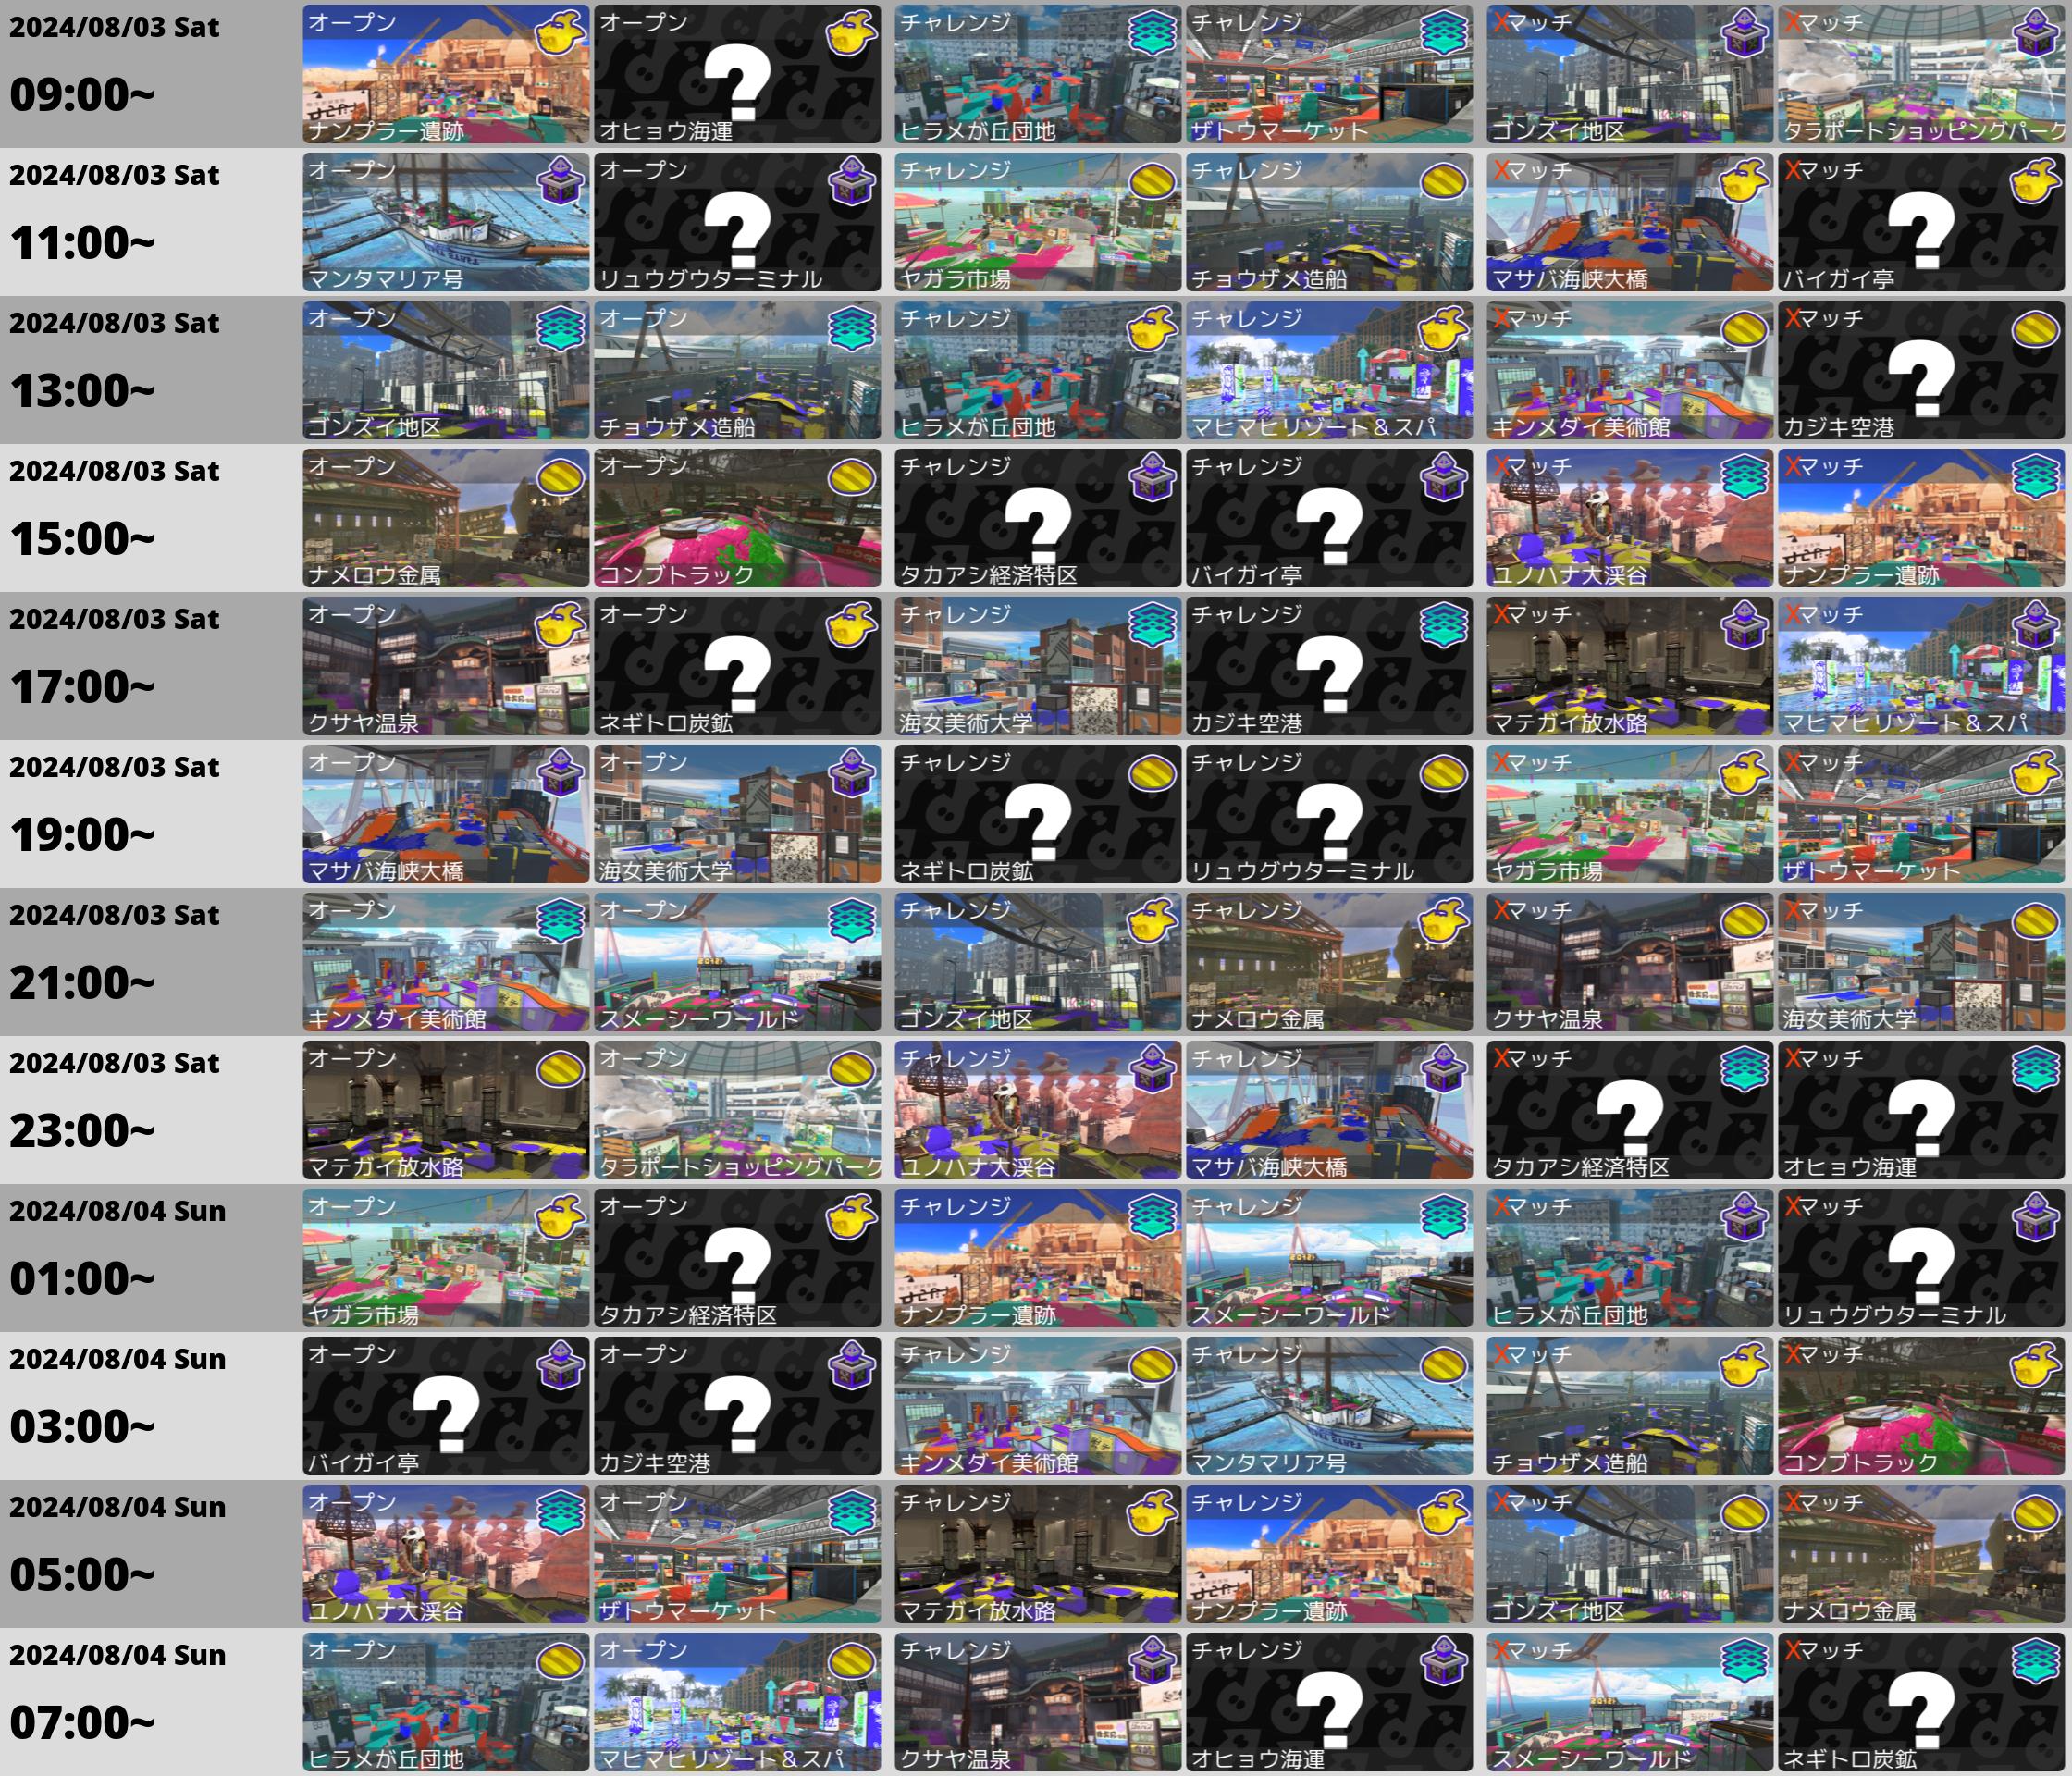 2024/08/03 Sat
09:00~
オープン オープン チャレンジ チャレンジ Xマッチ Xマッチ
ナンプラー遺跡 オヒョウ海運 ヒラメが丘団地 ザトウマーケット ゴンズイ地区 タラポートショッピングパーク
2024/08/03 Sat
11:00~
オープン オープン チャレンジ チャレンジ Xマッチ Xマッチ
マンタマリア号 リュウグウターミナル ヤガラ市場 チョウザメ造船 マサバ海峡大橋 バイガイ亭
2024/08/03 Sat
13:00~
オープン オープン チャレンジ チャレンジ Xマッチ Xマッチ
ゴンズイ地区 チョウザメ造船 ヒラメが丘団地 マヒマヒリゾート＆スパ キンメダイ美術館 カジキ空港
2024/08/03 Sat
15:00~
オープン オープン チャレンジ チャレンジ Xマッチ Xマッチ
ナメロウ金属 コンブトラック タカアシ経済特区 バイガイ亭 ユノハナ大渓谷 ナンプラー遺跡
2024/08/03 Sat
17:00~
オープン オープン チャレンジ チャレンジ Xマッチ Xマッチ
クサヤ温泉 ネギトロ炭鉱 海女美術大学 カジキ空港 マテガイ放水路 マヒマヒリゾート＆スパ
2024/08/03 Sat
19:00~
オープン オープン チャレンジ チャレンジ Xマッチ Xマッチ
マサバ海峡大橋 海女美術大学 ネギトロ炭鉱 リュウグウターミナル ヤガラ市場 ザトウマーケット
2024/08/03 Sat
21:00~
オープン オープン チャレンジ チャレンジ Xマッチ Xマッチ
キンメダイ美術館 スメーシーワールド ゴンズイ地区 ナメロウ金属 クサヤ温泉 海女美術大学
2024/08/03 Sat
23:00~
オープン オープン チャレンジ チャレンジ Xマッチ Xマッチ
マテガイ放水路 タラポートショッピングパーク ユノハナ大渓谷 マサバ海峡大橋 タカアシ経済特区 オヒョウ海運
2024/08/04 Sun
01:00~
オープン オープン チャレンジ チャレンジ Xマッチ Xマッチ
ヤガラ市場 タカアシ経済特区 ナンプラー遺跡 スメーシーワールド ヒラメが丘団地 リュウグウターミナル
2024/08/04 Sun
03:00~
オープン オープン チャレンジ チャレンジ Xマッチ Xマッチ
バイガイ亭 カジキ空港 キンメダイ美術館 マンタマリア号 チョウザメ造船 コンブトラック
2024/08/04 Sun
05:00~
オープン オープン チャレンジ チャレンジ Xマッチ Xマッチ
ユノハナ大渓谷 ザトウマーケット マテガイ放水路 ナンプラー遺跡 ゴンズイ地区 ナメロウ金属
2024/08/04 Sun
07:00~
オープン オープン チャレンジ チャレンジ Xマッチ Xマッチ
ヒラメが丘団地 マヒマヒリゾート＆スパ クサヤ温泉 オヒョウ海運 スメーシーワールド ネギトロ炭鉱